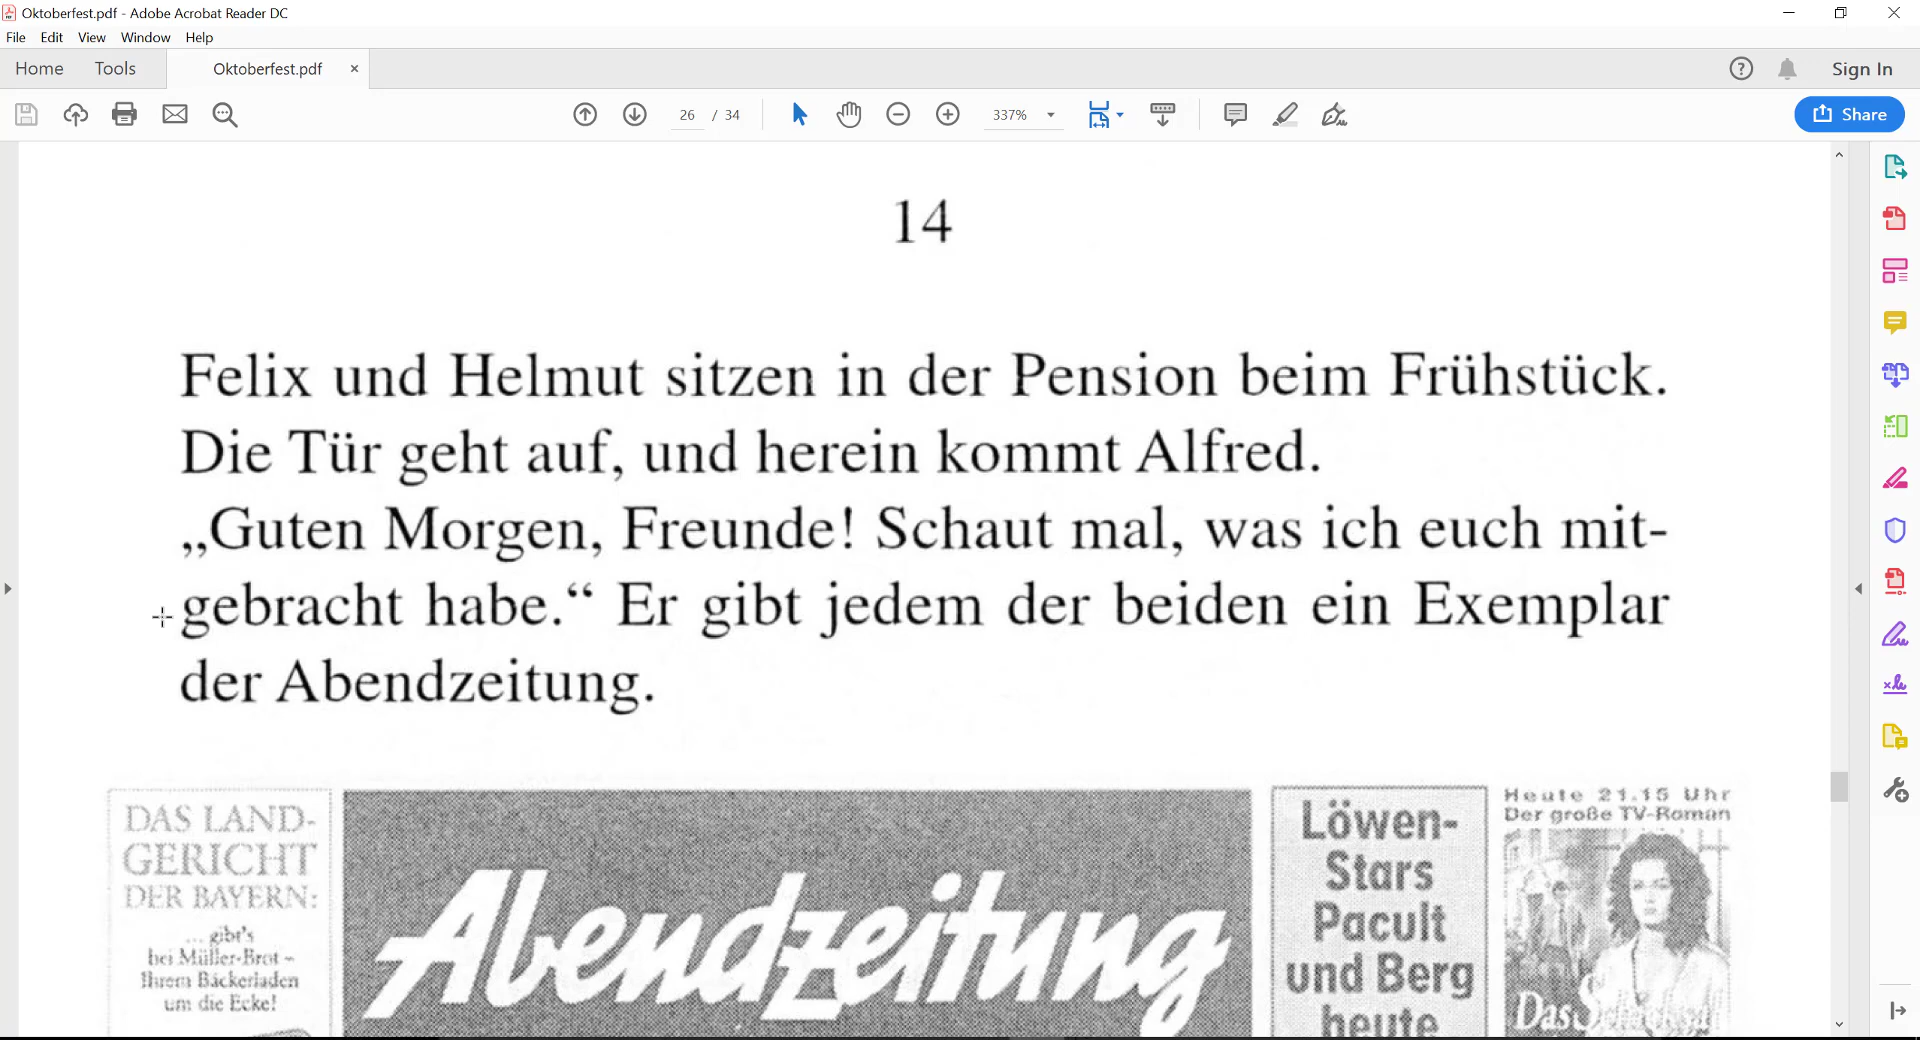 Oktoberfest.pdf - Adobe Acrobat Reader DC
File Edit View Window Help
Home Tools Oktoberfest.pdf Sign In
26 / 34 337% Share
14
Felix und Helmut sitzen in der Pension beim Frühstück.
Die Tür geht auf, und herein kommt Alfred.
„Guten Morgen, Freunde! Schaut mal, was ich euch mit-
gebracht habe.“ Er gibt jedem der beiden ein Exemplar
der Abendzeitung.
DAS LAND-
GERICHT
DER BAYERN:
... gibt's
bei Müller-Brot –
Ihrem Bäckerladen
um die Ecke!
Abendzeitung
Löwen-
Stars
Pacult
und Berg
heute
Heute 21.15 Uhr
Der große TV-Roman
Das